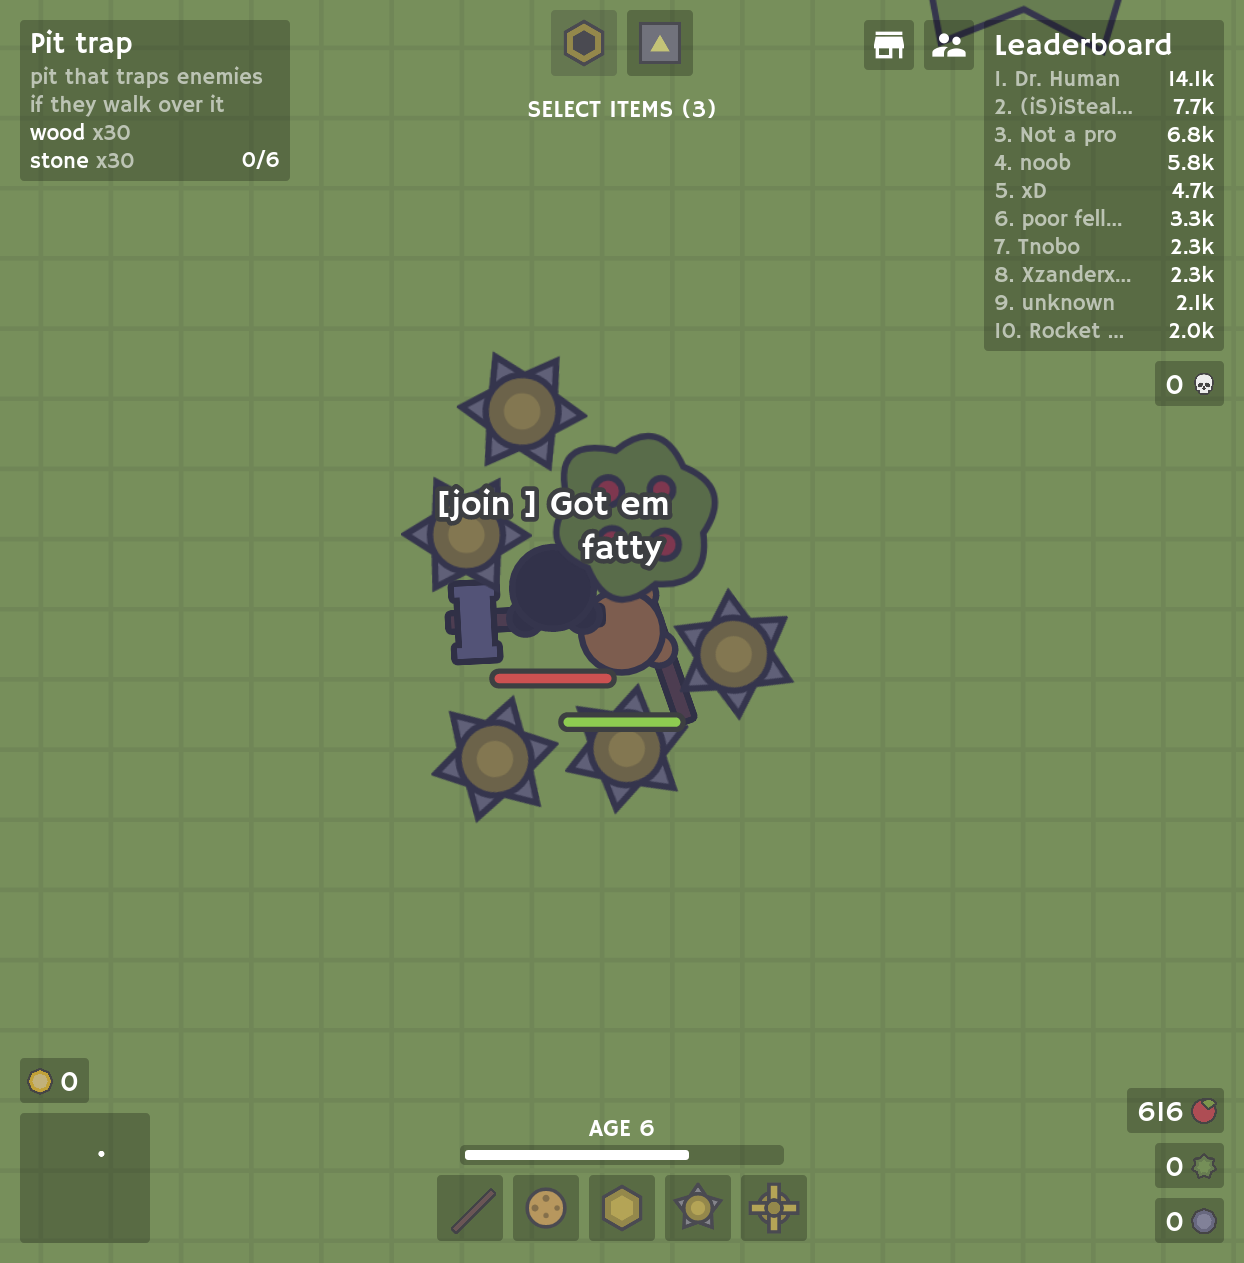 Pit trap
pit that traps enemies
if they walk over it
wood x30
stone x30 0/6
SELECT ITEMS (3)
Leaderboard
1. Dr. Human 14.1k
2. (iS)iSteal... 7.7k
3. Not a pro 6.8k
4. noob 5.8k
5. xD 4.7k
6. poor fell... 3.3k
7. Tnobo 2.3k
8. Xzanderx... 2.3k
9. unknown 2.1k
10. Rocket ... 2.0k
0
[join ] Got em
fatty
0
AGE 6
616
0
0